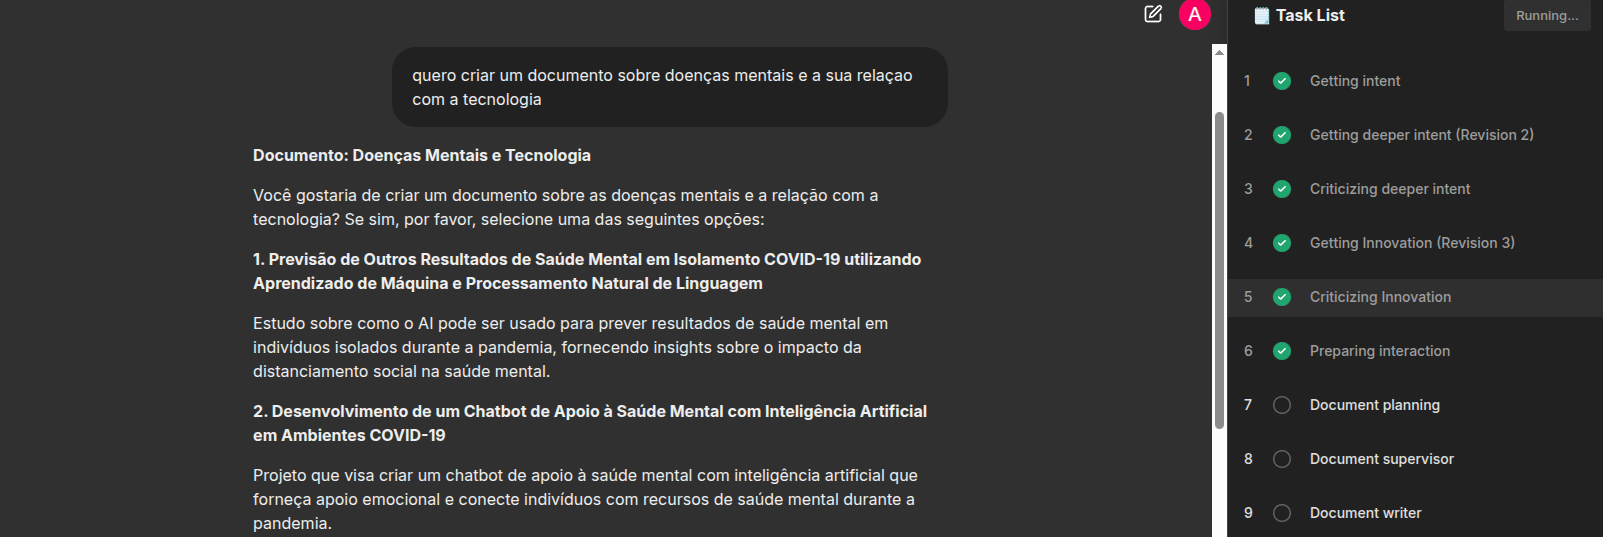 A
quero criar um documento sobre doenças mentais e a sua relaçao
com a tecnologia
Documento: Doenças Mentais e Tecnologia
Você gostaria de criar um documento sobre as doenças mentais e a relação com a
tecnologia? Se sim, por favor, selecione uma das seguintes opções:
1. Previsão de Outros Resultados de Saúde Mental em Isolamento COVID-19 utilizando
Aprendizado de Máquina e Processamento Natural de Linguagem
Estudo sobre como o AI pode ser usado para prever resultados de saúde mental em
indivíduos isolados durante a pandemia, fornecendo insights sobre o impacto da
distanciamento social na saúde mental.
2. Desenvolvimento de um Chatbot de Apoio à Saúde Mental com Inteligência Artificial
em Ambientes COVID-19
Projeto que visa criar um chatbot de apoio à saúde mental com inteligência artificial que
forneça apoio emocional e conecte indivíduos com recursos de saúde mental durante a
pandemia.
Task List
Running...
1 Getting intent
2 Getting deeper intent (Revision 2)
3 Criticizing deeper intent
4 Getting Innovation (Revision 3)
5 Criticizing Innovation
6 Preparing interaction
7 Document planning
8 Document supervisor
9 Document writer